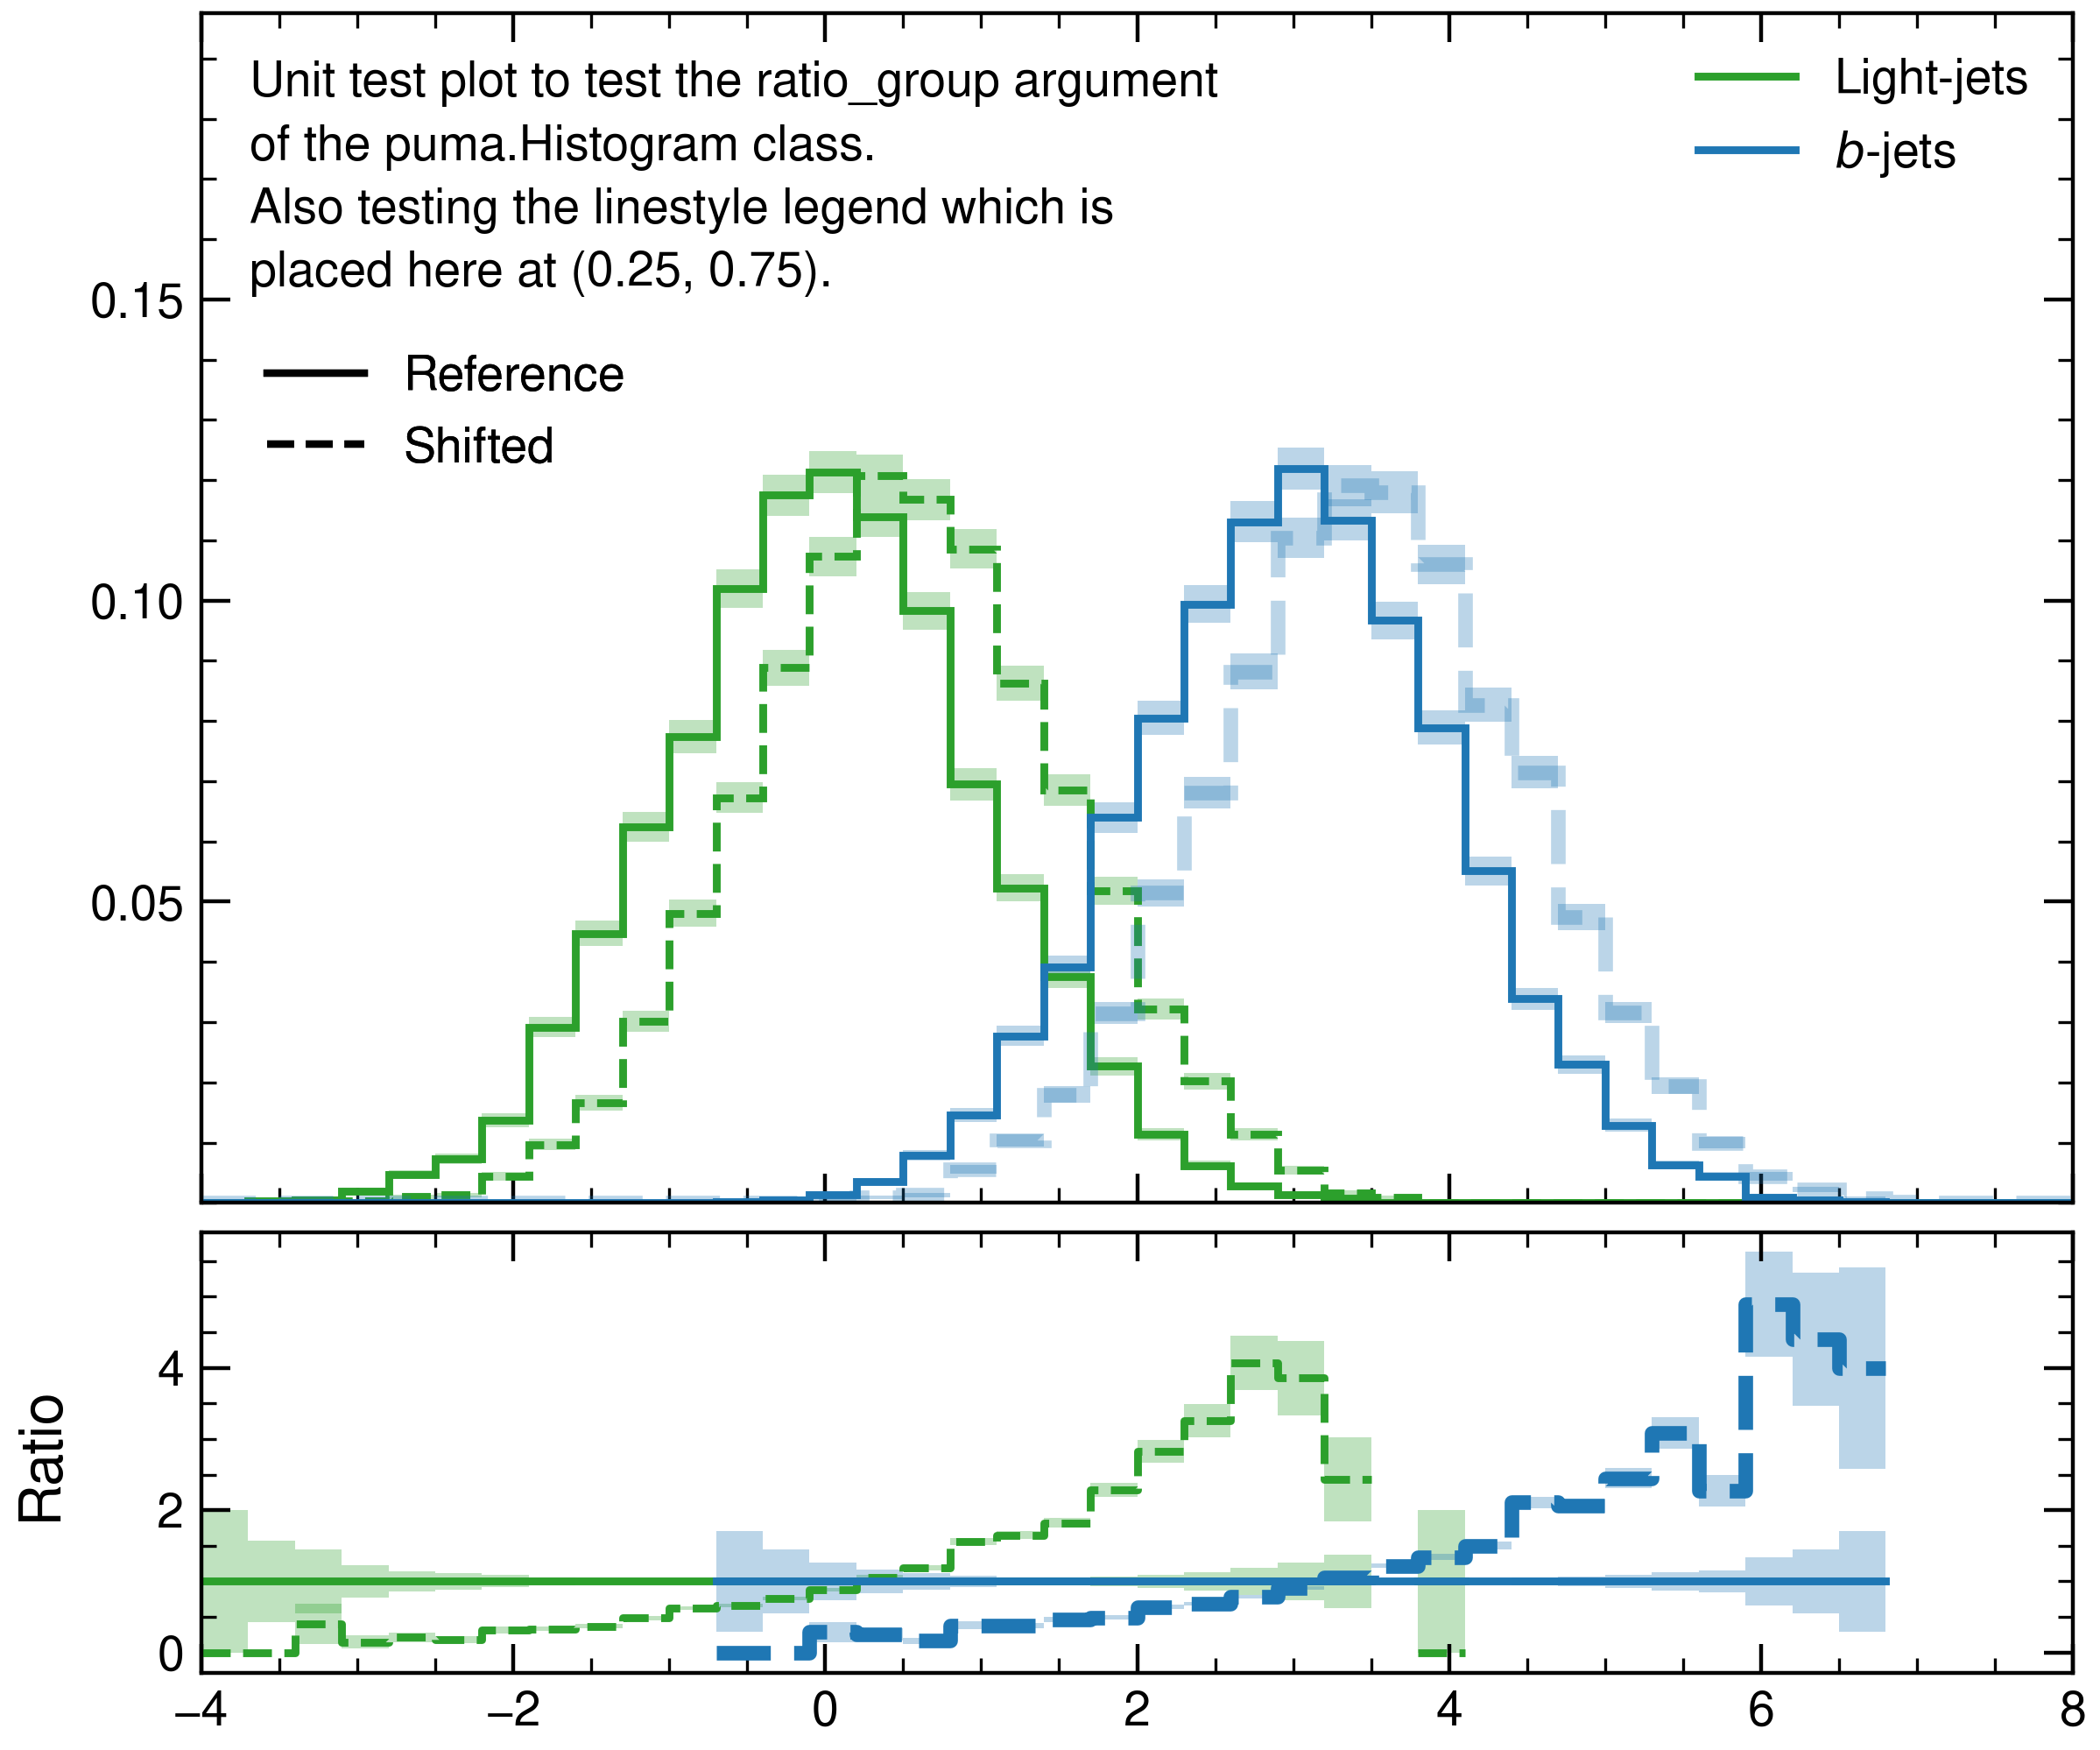 Unit test plot to test the ratio_group argument
of the puma.Histogram class.
Also testing the linestyle legend which is
placed here at (0.25, 0.75).
Light-jets
b-jets
Reference
Shifted
0.15
0.10
0.05
Ratio
4
2
0
−4
−2
0
2
4
6
8